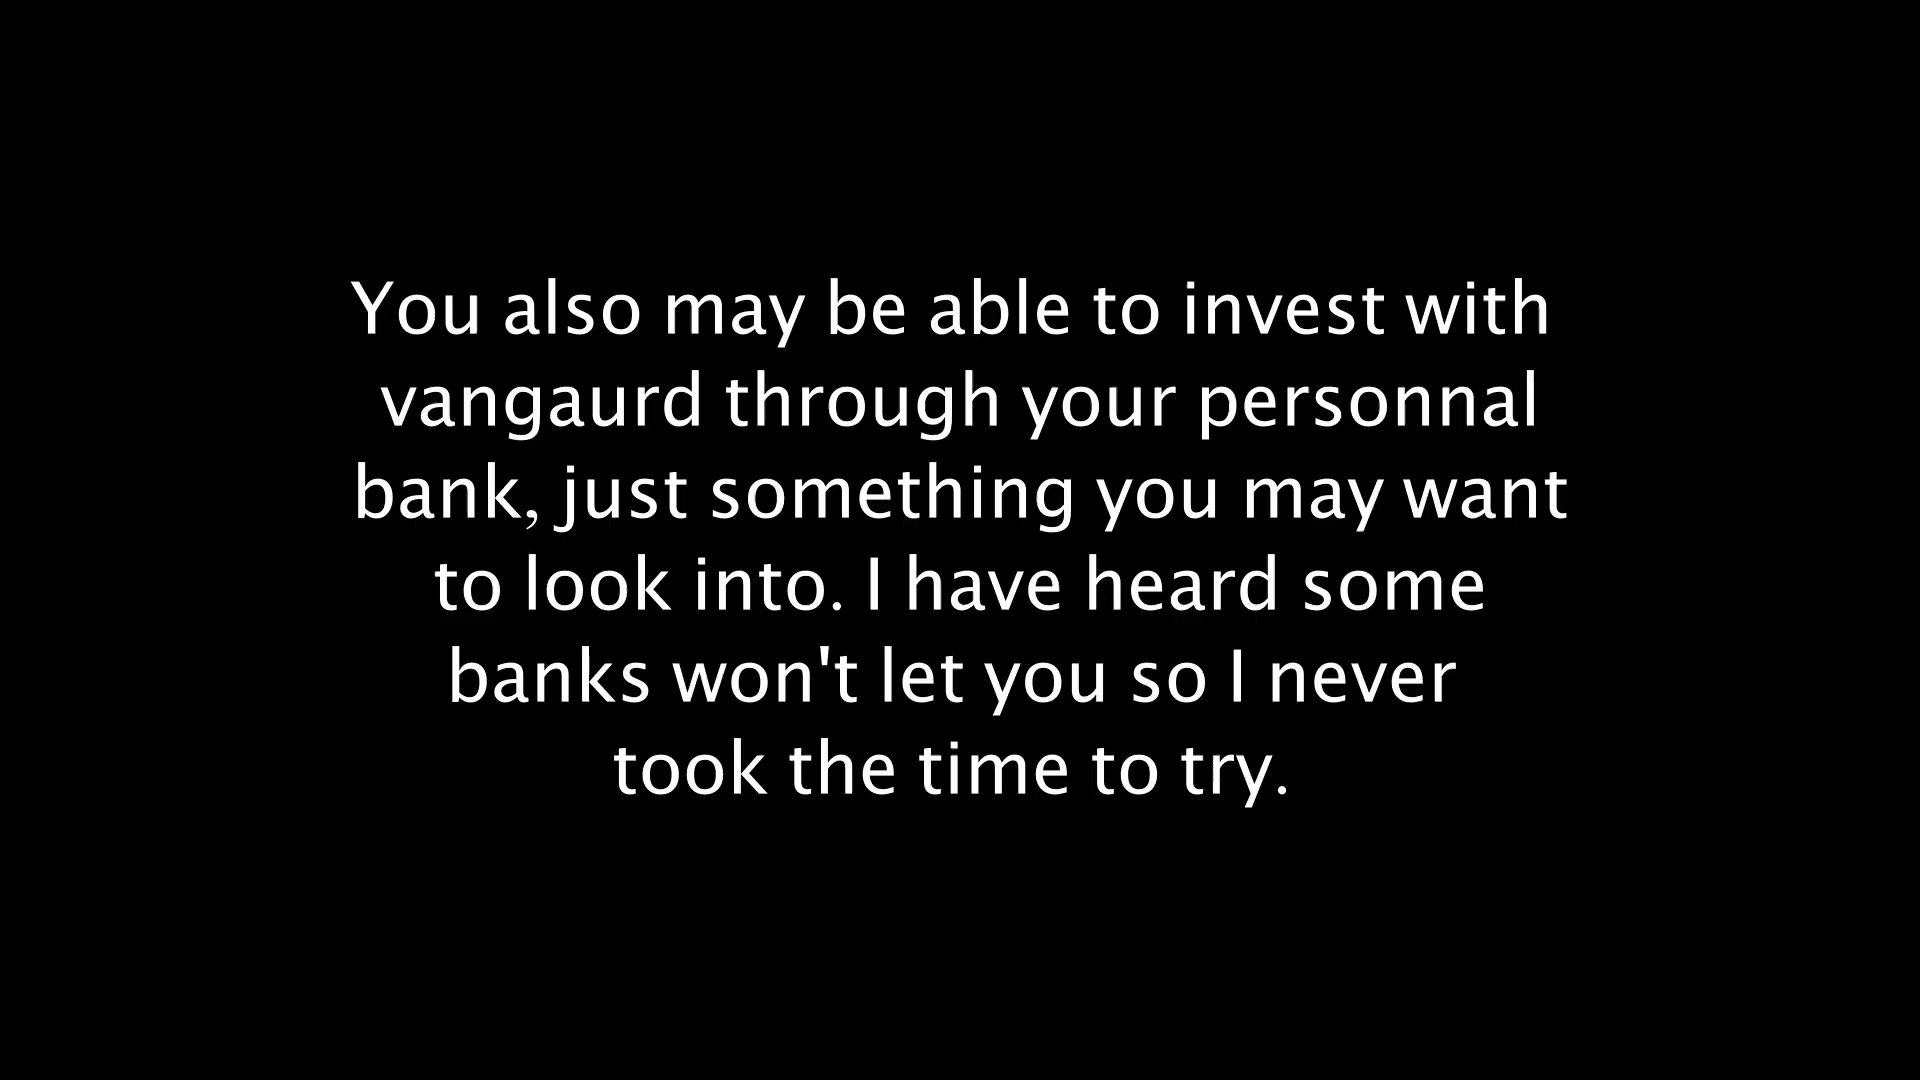 You also may be able to invest with
vangaurd through your personnal
bank, just something you may want
to look into. I have heard some
banks won't let you so I never
took the time to try.